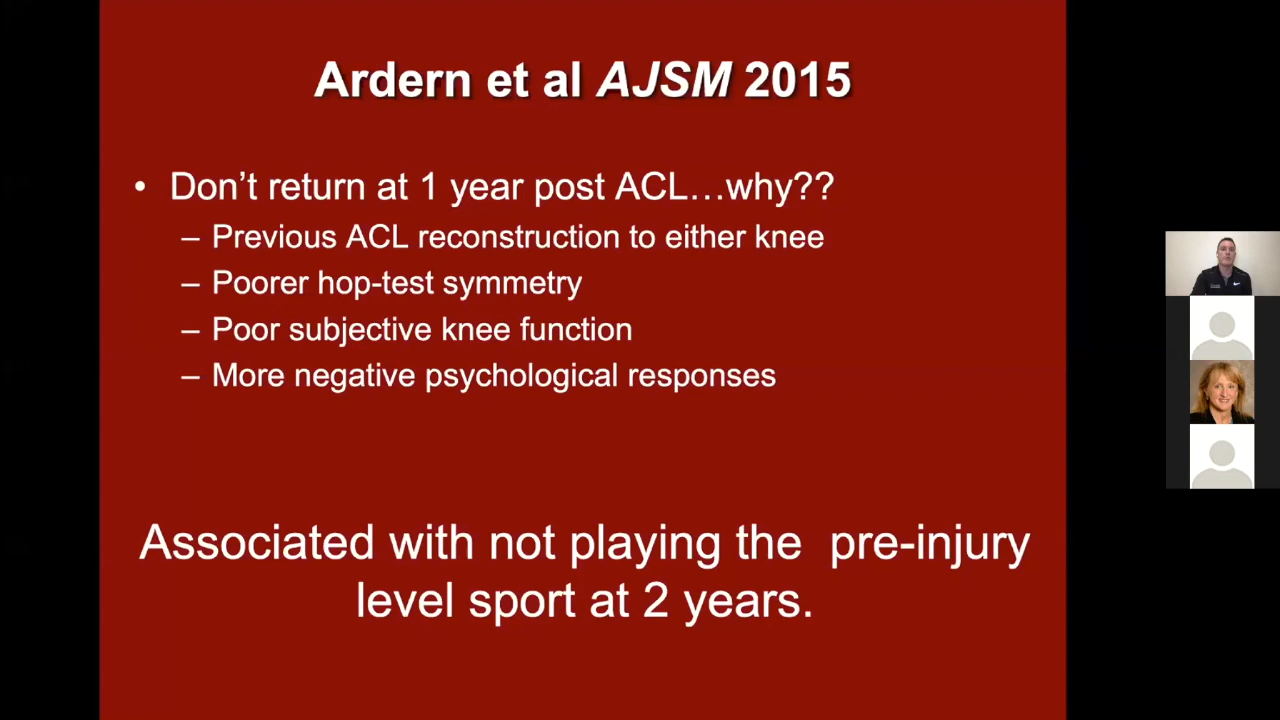 Ardern et al AJSM 2015
• Don’t return at 1 year post ACL…why??
– Previous ACL reconstruction to either knee
– Poorer hop-test symmetry
– Poor subjective knee function
– More negative psychological responses
Associated with not playing the  pre-injury
level sport at 2 years.